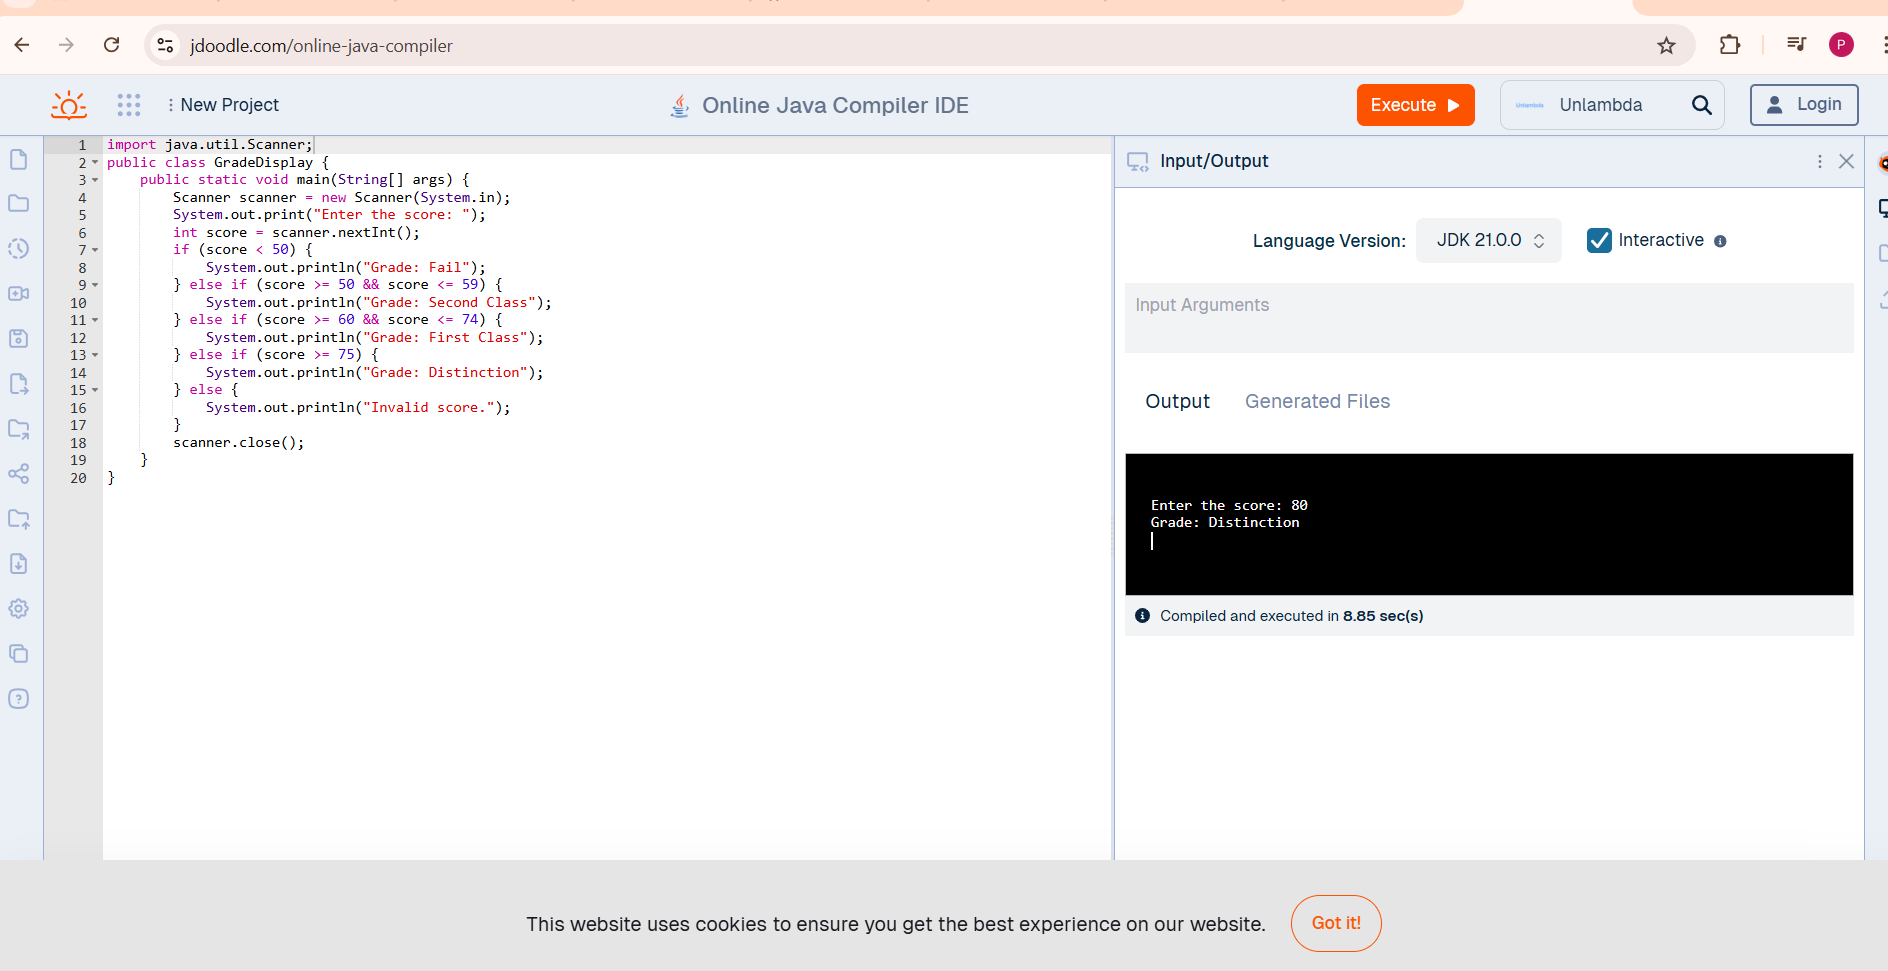 jdoodle.com/online-java-compiler
P
New Project
Online Java Compiler IDE
Execute
Unlambda
Unlambda
Login
1 import java.util.Scanner;
2 public class GradeDisplay {
3     public static void main(String[] args) {
4         Scanner scanner = new Scanner(System.in);
5         System.out.print("Enter the score: ");
6         int score = scanner.nextInt();
7         if (score < 50) {
8             System.out.println("Grade: Fail");
9         } else if (score >= 50 && score <= 59) {
10             System.out.println("Grade: Second Class");
11         } else if (score >= 60 && score <= 74) {
12             System.out.println("Grade: First Class");
13         } else if (score >= 75) {
14             System.out.println("Grade: Distinction");
15         } else {
16             System.out.println("Invalid score.");
17         }
18         scanner.close();
19     }
20 }
Input/Output
Language Version: JDK 21.0.0 Interactive
Input Arguments
Output Generated Files
Enter the score: 80
Grade: Distinction
Compiled and executed in 8.85 sec(s)
This website uses cookies to ensure you get the best experience on our website. Got it!